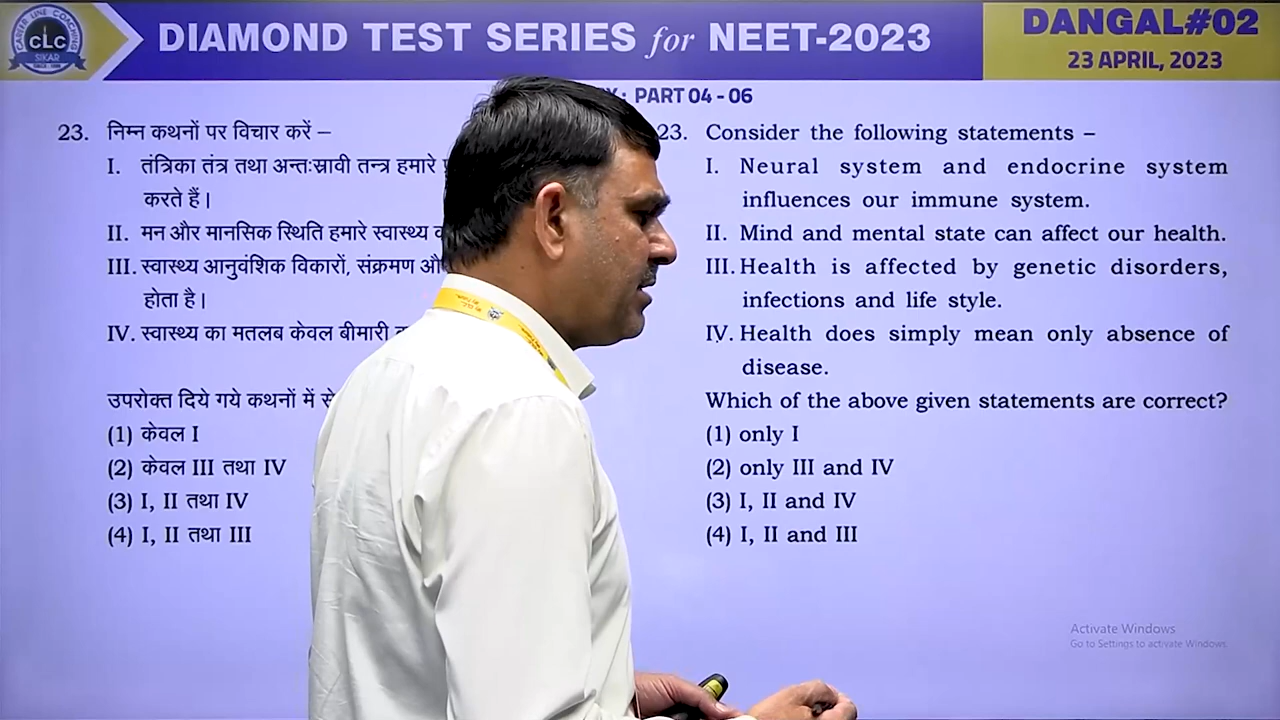 CAREER LINE COACHING
CLC
SIKAR
DIAMOND TEST SERIES for NEET-2023
DANGAL#02
23 APRIL, 2023
: PART 04 - 06
23. निम्न कथनों पर विचार करें –
I. तंत्रिका तंत्र तथा अन्तःस्रावी तन्त्र हमारे
करते हैं।
II. मन और मानसिक स्थिति हमारे स्वास्थ्य
III. स्वास्थ्य आनुवंशिक विकारों, संक्रमण
होता है।
IV. स्वास्थ्य का मतलब केवल बीमारी
उपरोक्त दिये गये कथनों में से
(1) केवल I
(2) केवल III तथा IV
(3) I, II तथा IV
(4) I, II तथा III
23. Consider the following statements –
I. Neural system and endocrine system
influences our immune system.
II. Mind and mental state can affect our health.
III. Health is affected by genetic disorders,
infections and life style.
IV. Health does simply mean only absence of
disease.
Which of the above given statements are correct?
(1) only I
(2) only III and IV
(3) I, II and IV
(4) I, II and III
Activate Windows
Go to Settings to activate Windows